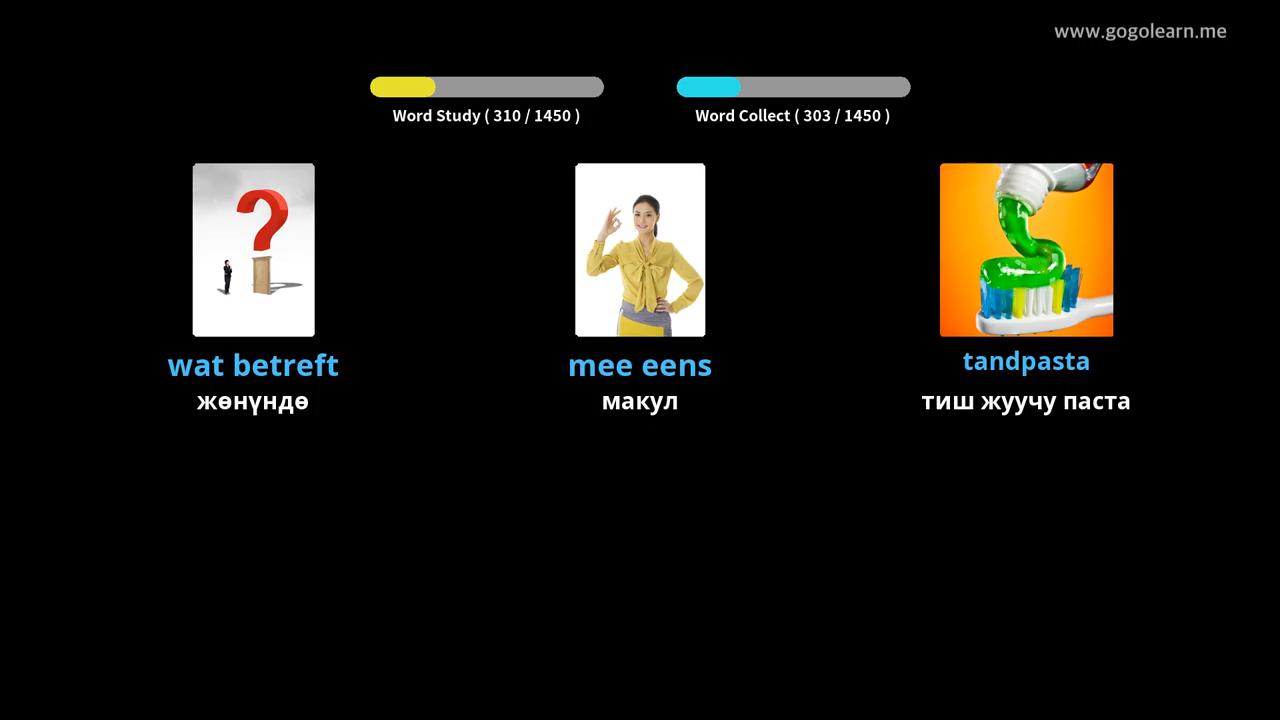 www.gogolearn.me
Word Study ( 310 / 1450 )
Word Collect ( 303 / 1450 )
wat betreft
mee eens
tandpasta
жөнүндө
макул
тиш жуучу паста